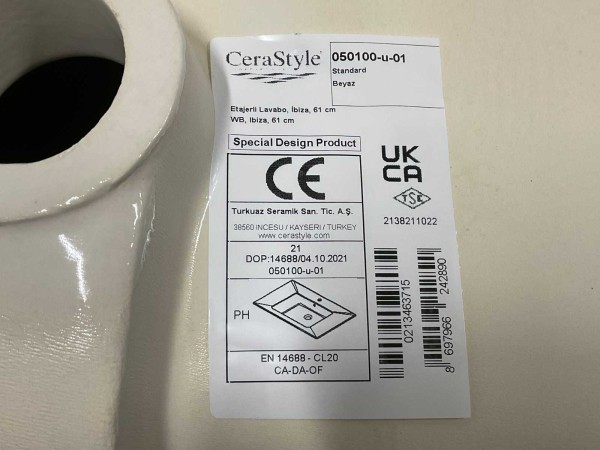 CeraStyle®
050100-u-01
Standard
Beyaz
Etajerli Lavabo, İbiza, 61 cm
WB, Ibiza, 61 cm
Special Design Product
CE
UK
CA
TSE
2138211022
Turkuaz Seramik San. Tic. A.Ş.
38560 INCESU / KAYSERI / TURKEY
www.cerastyle.com
21
DOP:14688/04.10.2021
050100-u-01
PH
EN 14688 - CL20
CA-DA-OF
0213463715
8 697966 242890